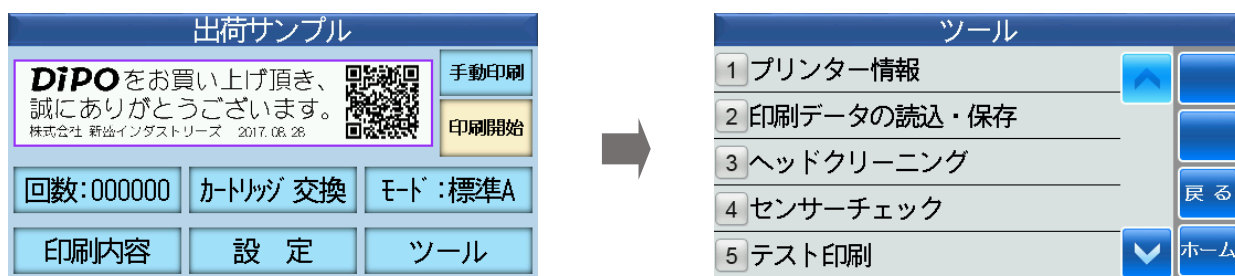 出荷サンプル
DiPOをお買い上げ頂き、
誠にありがとうございます。
株式会社 新盛インダストリーズ 2017.08.28
手動印刷
印刷開始
回数:000000
カートリッジ 交換
モード:標準A
印刷内容
設 定
ツール
ツール
1 プリンター情報
2 印刷データの読込・保存
3 ヘッドクリーニング
4 センサーチェック
5 テスト印刷
戻 る
ホーム